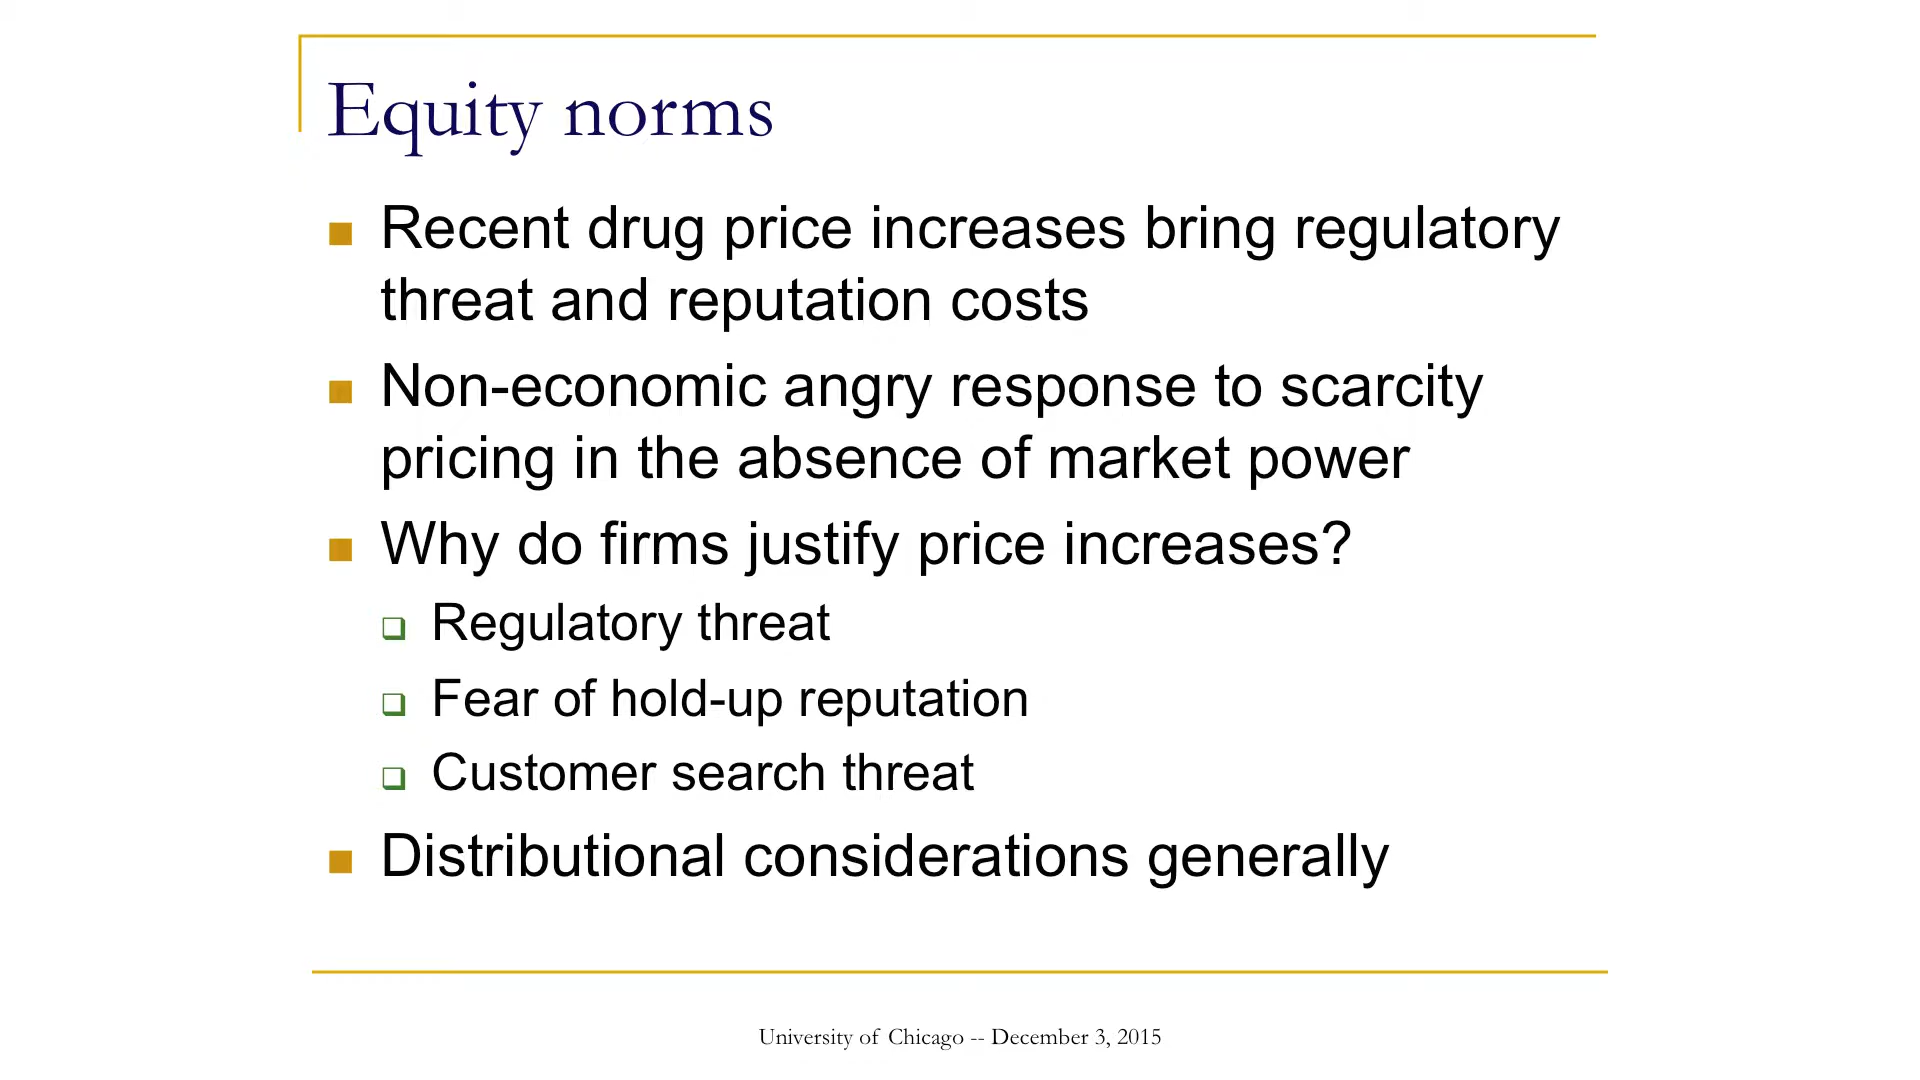 Equity norms
Recent drug price increases bring regulatory
threat and reputation costs
Non-economic angry response to scarcity
pricing in the absence of market power
Why do firms justify price increases?
Regulatory threat
Fear of hold-up reputation
Customer search threat
Distributional considerations generally
University of Chicago -- December 3, 2015